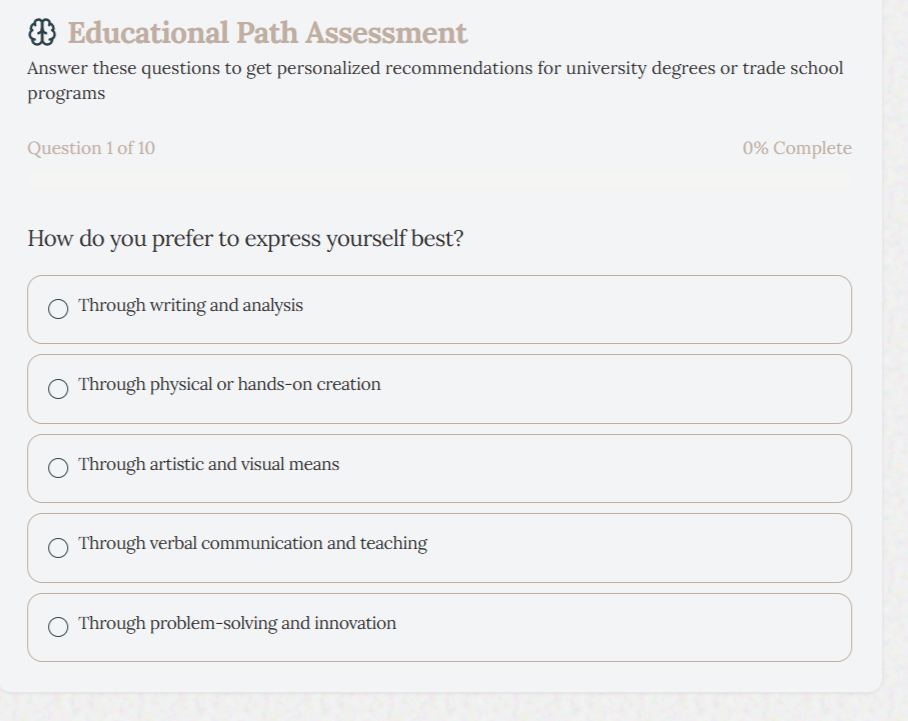 Educational Path Assessment
Answer these questions to get personalized recommendations for university degrees or trade school
programs
Question 1 of 10
0% Complete
How do you prefer to express yourself best?
Through writing and analysis
Through physical or hands-on creation
Through artistic and visual means
Through verbal communication and teaching
Through problem-solving and innovation